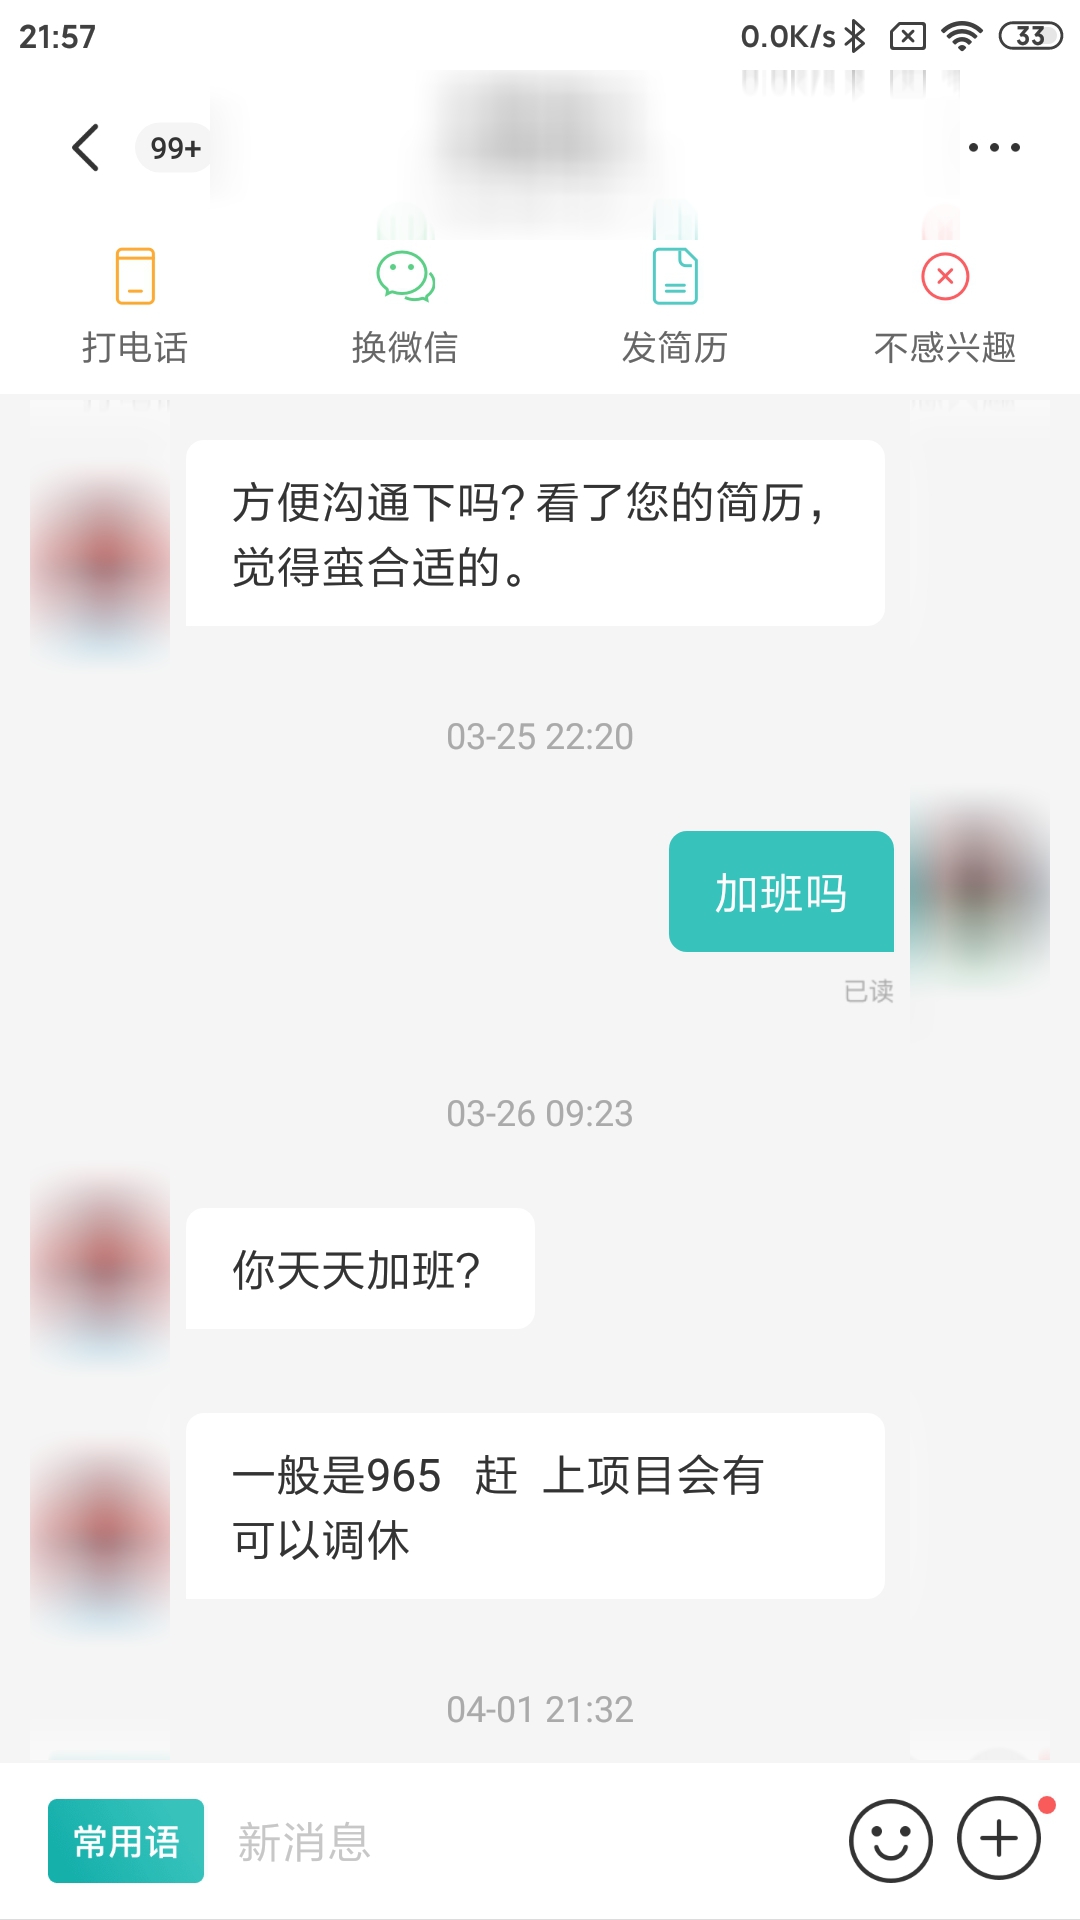 21:57 0.0K/s 33
99+
打电话 换微信 发简历 不感兴趣
方便沟通下吗?看了您的简历，
觉得蛮合适的。
03-25 22:20
加班吗
已读
03-26 09:23
你天天加班?
一般是965 赶 上项目会有
可以调休
04-01 21:32
常用语 新消息